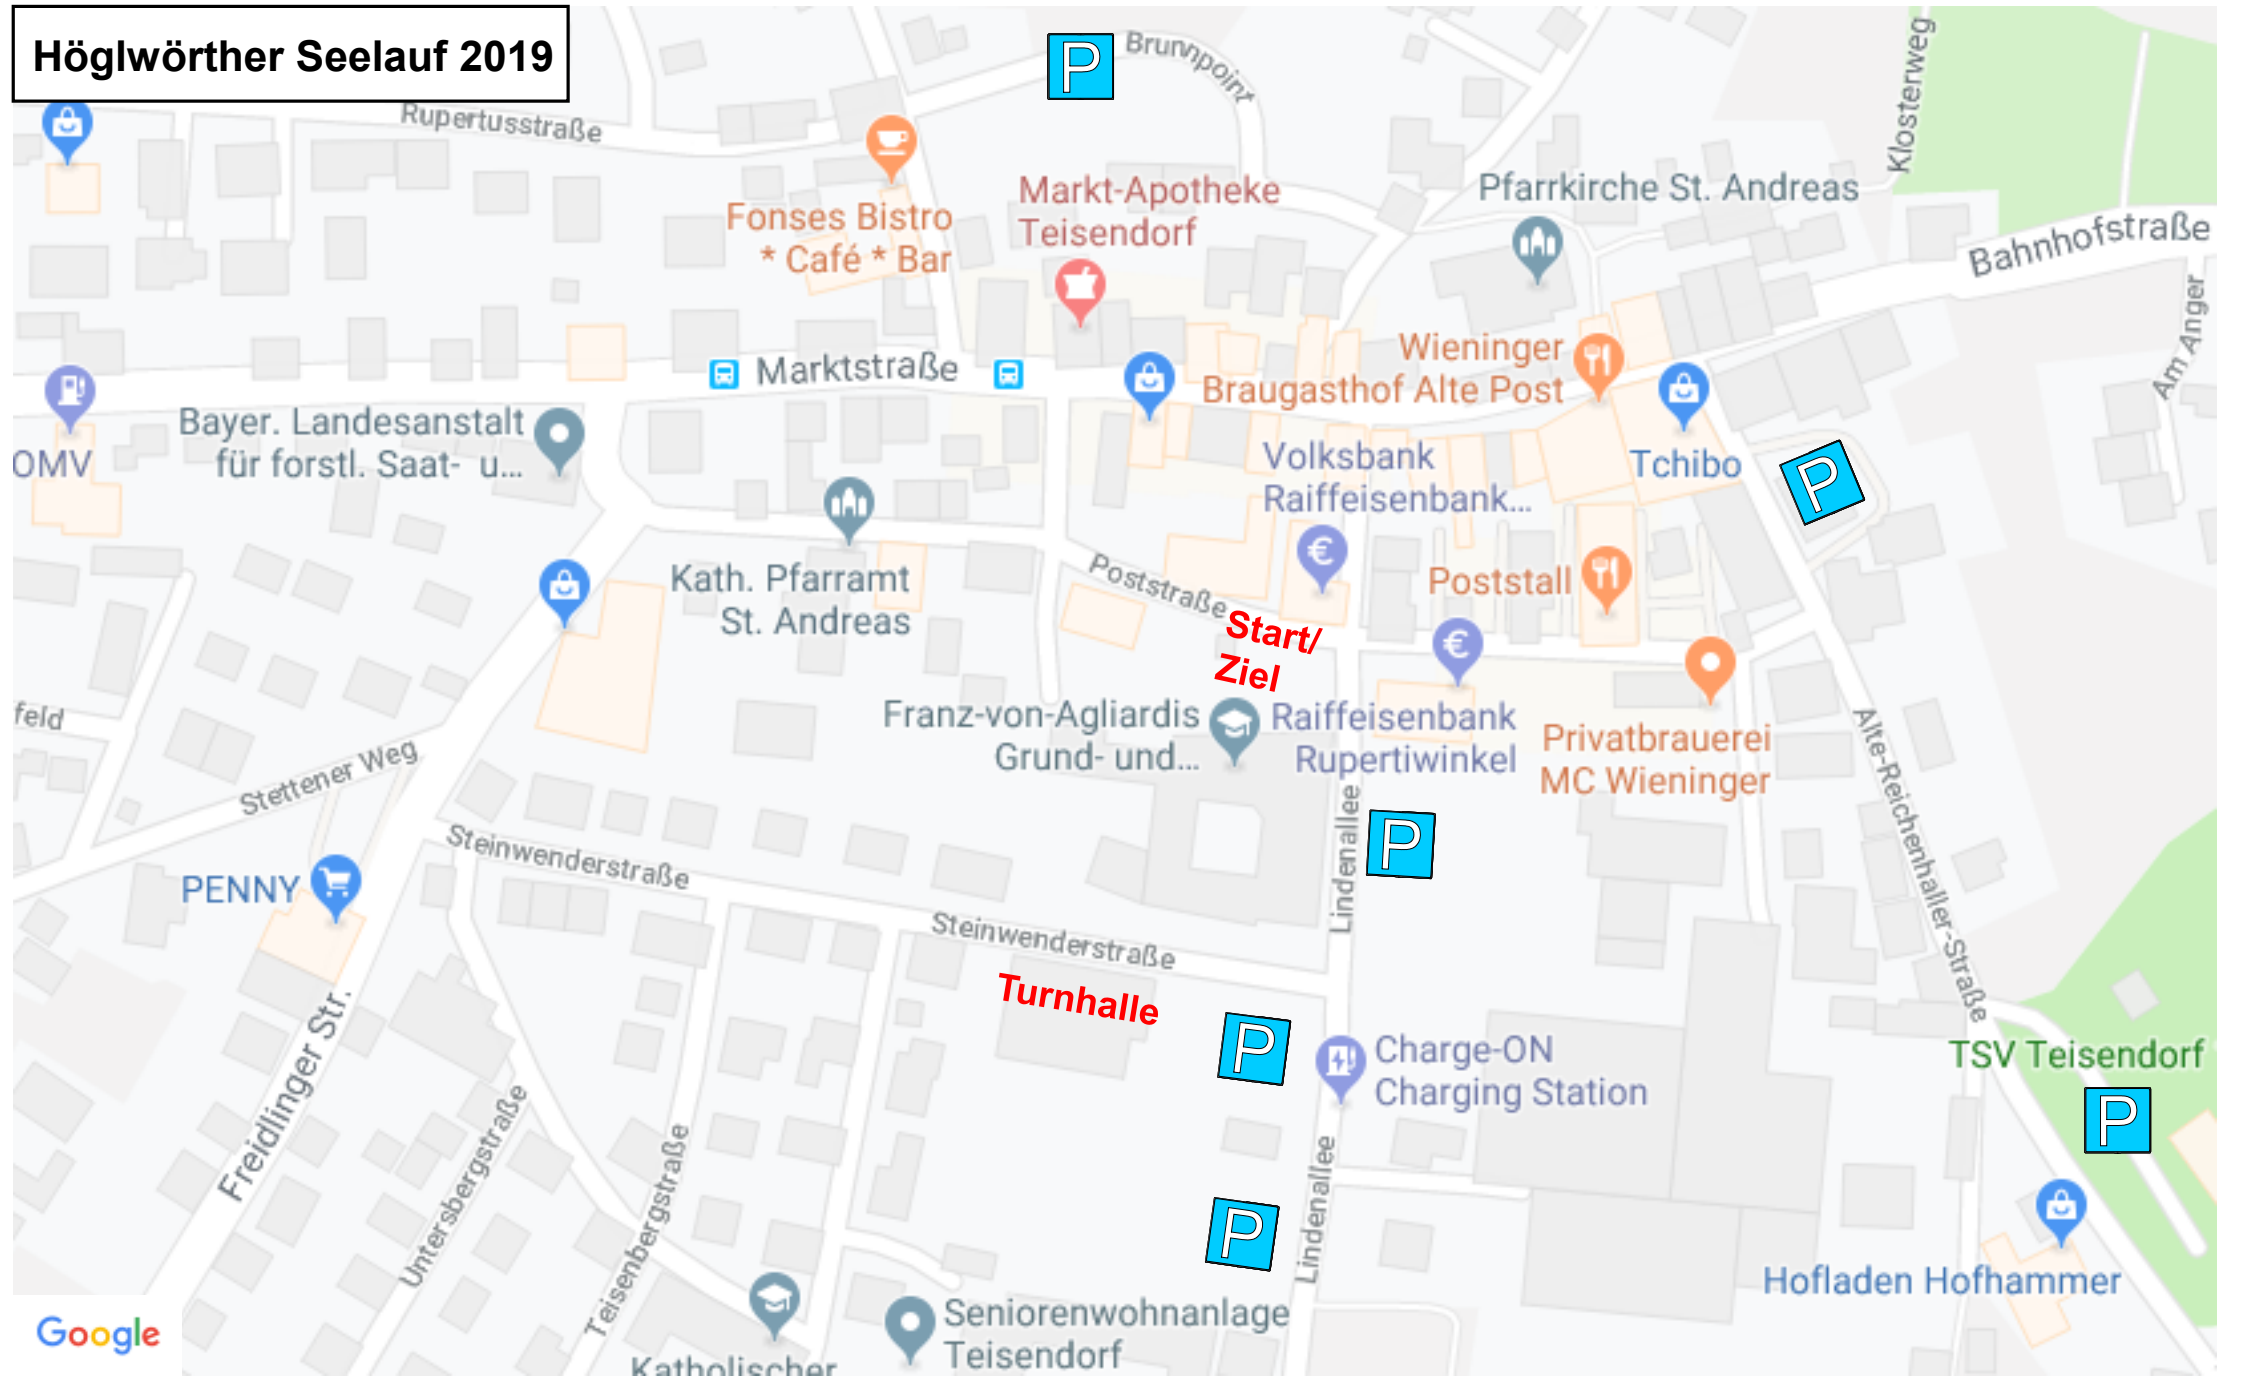 Höglwörther Seelauf 2019
P
Brunnpoint
Klosterweg
Rupertusstraße
Markt-Apotheke
Teisendorf
Pfarrkirche St. Andreas
Fonses Bistro
* Café * Bar
Bahnhofstraße
Am Anger
Marktstraße
Wieninger
Braugasthof Alte Post
Bayer. Landesanstalt
für forstl. Saat- u...
OMV
Volksbank
Raiffeisenbank...
Tchibo
P
Kath. Pfarramt
St. Andreas
Poststraße
Poststall
Start/
Ziel
feld
Franz-von-Agliardis
Grund- und...
Raiffeisenbank
Rupertiwinkel
Privatbrauerei
MC Wieninger
Alte-Reichenhaller-Straße
Stettener Weg
Steinwenderstraße
Lindenallee
P
PENNY
Steinwenderstraße
Turnhalle
P
Charge-ON
Charging Station
TSV Teisendorf
P
Freidlinger Str.
Untersbergstraße
Teisenbergstraße
Lindenallee
P
Hofladen Hofhammer
Seniorenwohnanlage
Teisendorf
Google
Katholischer